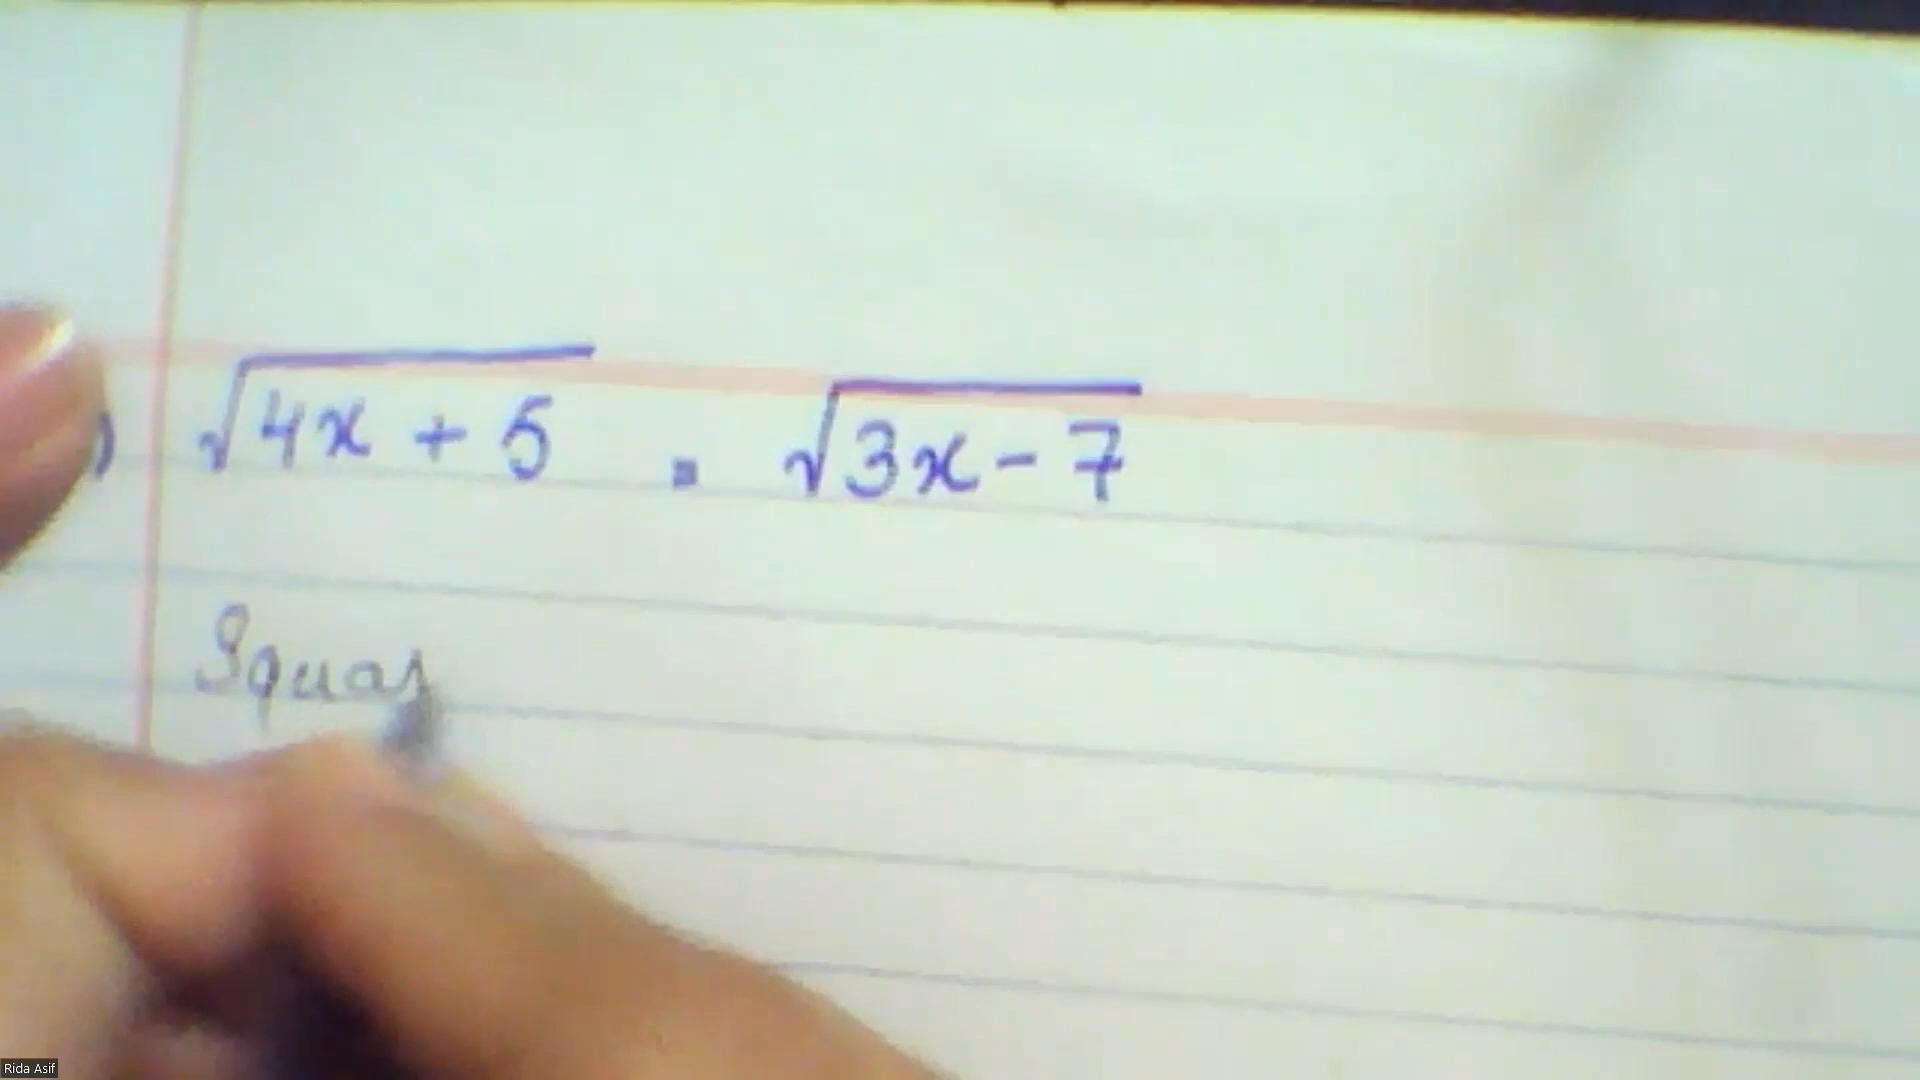 ) √4x + 5 = √3x - 7
Squar
Rida Asif